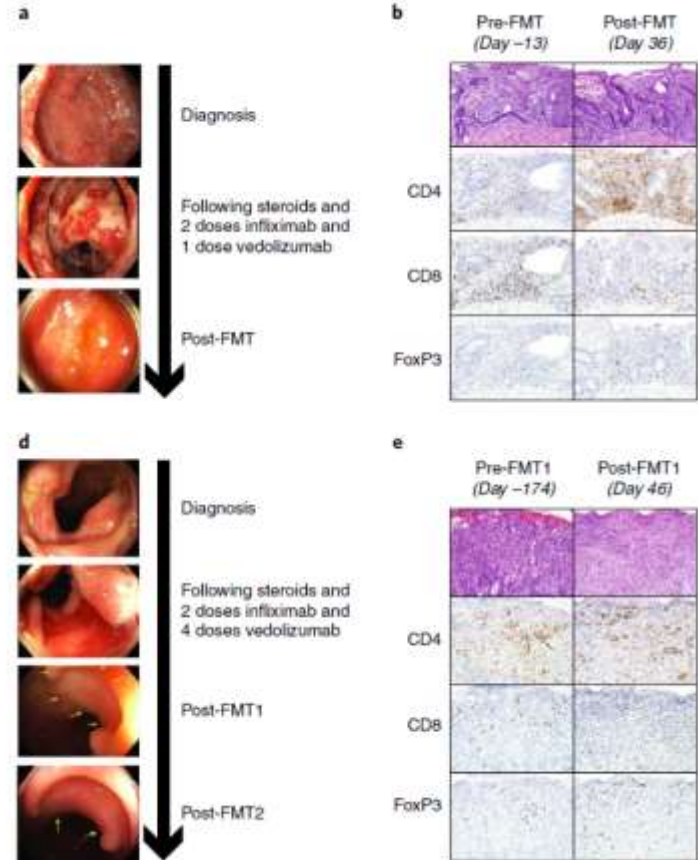 a
Diagnosis
Following steroids and
2 doses infliximab and
1 dose vedolizumab
Post-FMT
b
Pre-FMT
(Day –13)
Post-FMT
(Day 36)
CD4
CD8
FoxP3
d
Diagnosis
Following steroids and
2 doses infliximab and
4 doses vedolizumab
Post-FMT1
Post-FMT2
e
Pre-FMT1
(Day –174)
Post-FMT1
(Day 46)
CD4
CD8
FoxP3